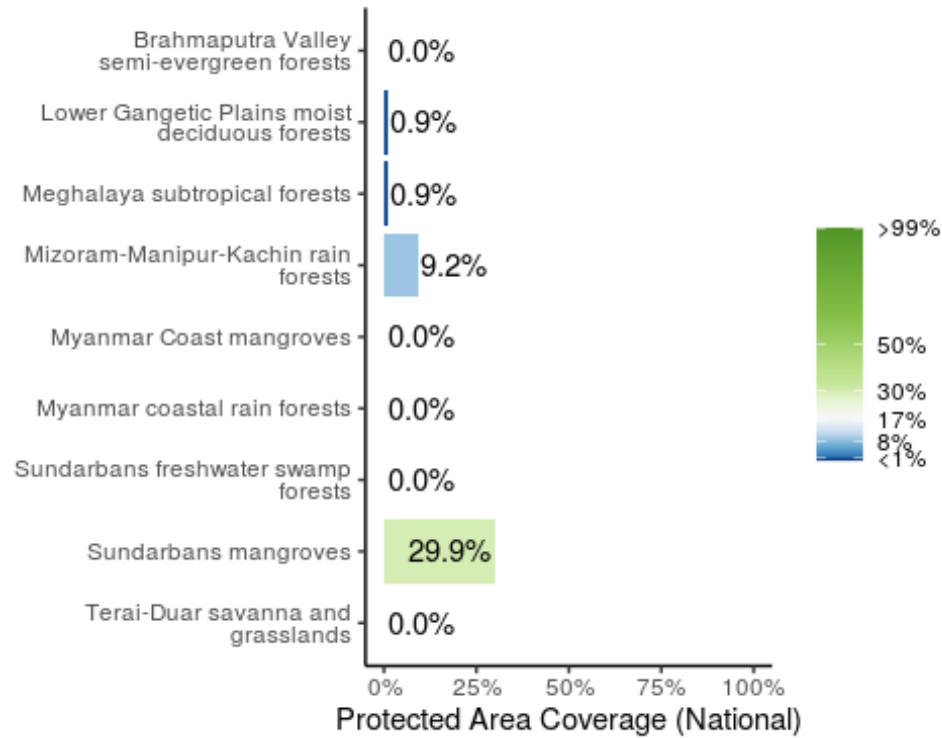 Brahmaputra Valley
semi-evergreen forests
0.0%
Lower Gangetic Plains moist
deciduous forests
0.9%
Meghalaya subtropical forests
0.9%
Mizoram-Manipur-Kachin rain
forests
9.2%
Myanmar Coast mangroves
0.0%
Myanmar coastal rain forests
0.0%
Sundarbans freshwater swamp
forests
0.0%
Sundarbans mangroves
29.9%
Terai-Duar savanna and
grasslands
0.0%
0% 25% 50% 75% 100%
Protected Area Coverage (National)
>99%
50%
30%
17%
8%
<1%